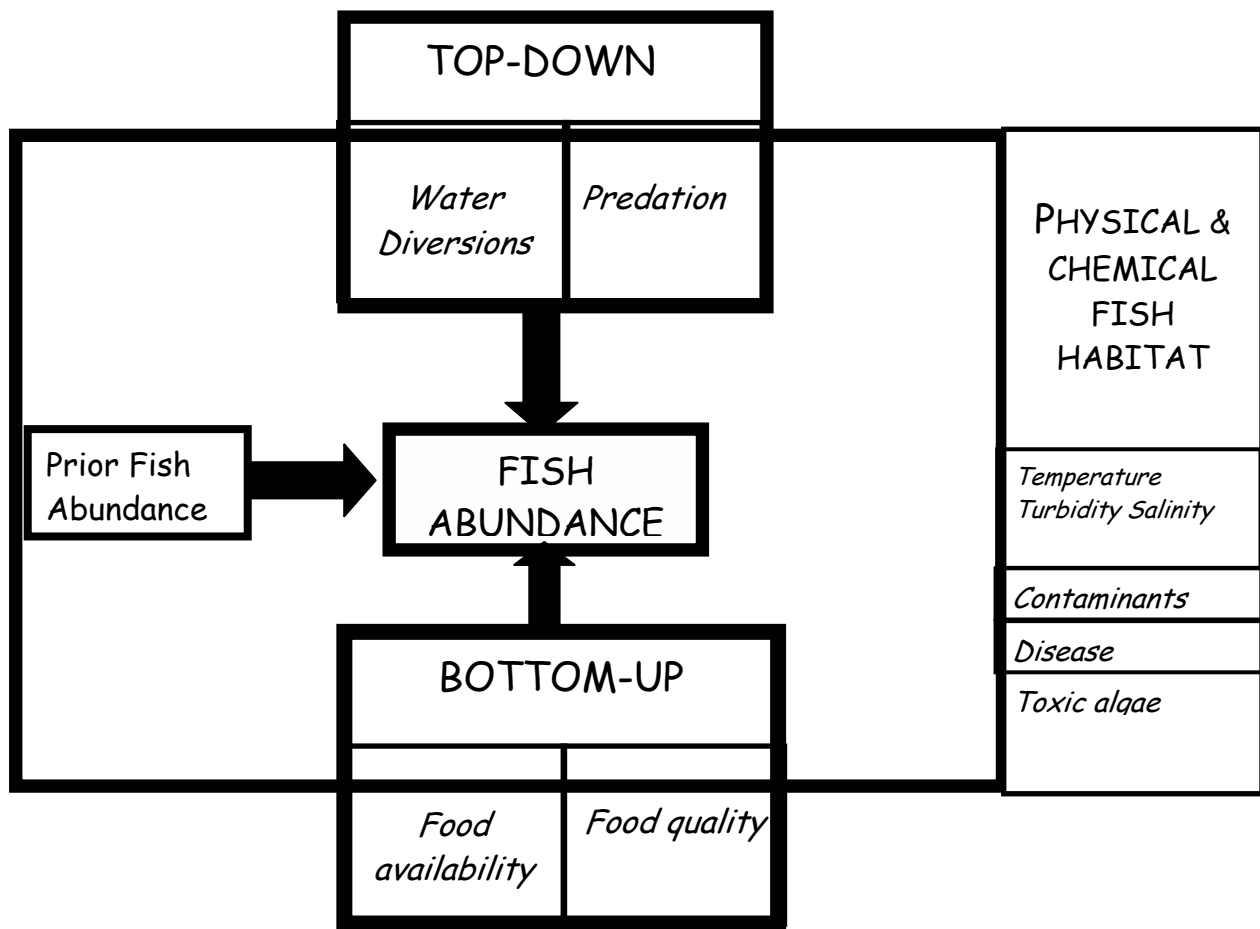 TOP-DOWN
Water
Diversions
Predation
PHYSICAL &
CHEMICAL
FISH
HABITAT
Prior Fish
Abundance
FISH
ABUNDANCE
Temperature
Turbidity Salinity
Contaminants
Disease
Toxic algae
BOTTOM-UP
Food
availability
Food quality